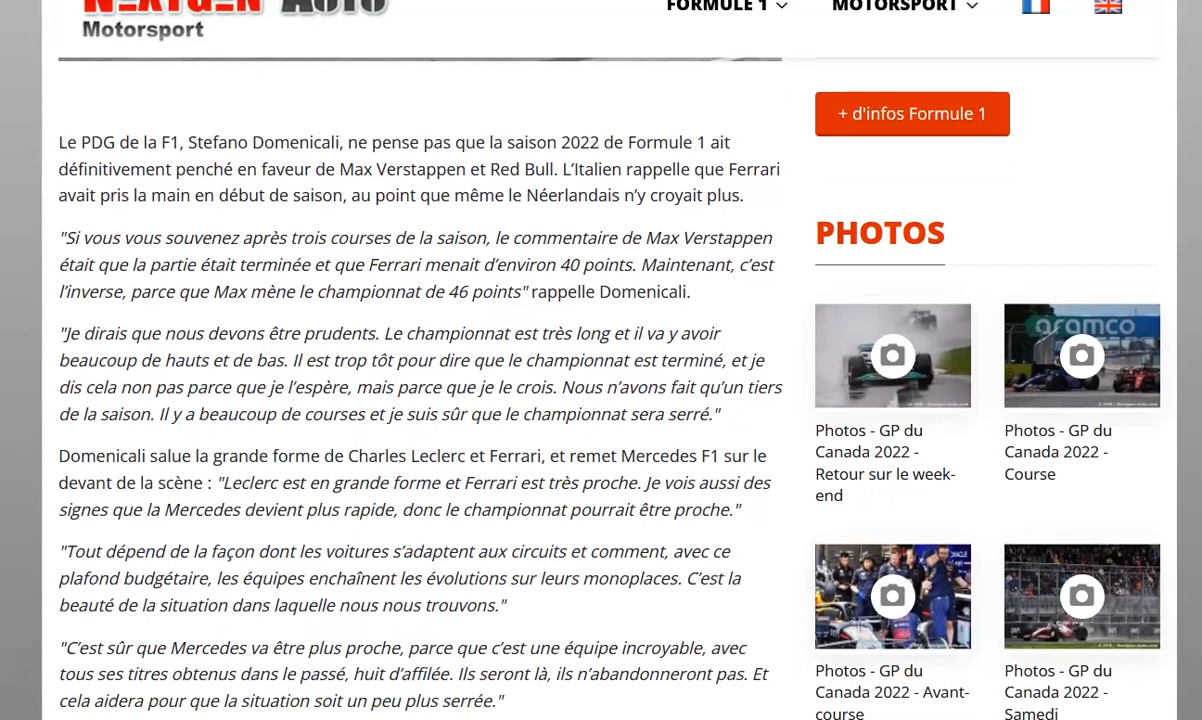 NEXTGEN AUTO
Motorsport
FORMULE 1
MOTORSPORT
Le PDG de la F1, Stefano Domenicali, ne pense pas que la saison 2022 de Formule 1 ait
définitivement penché en faveur de Max Verstappen et Red Bull. L’Italien rappelle que Ferrari
avait pris la main en début de saison, au point que même le Néerlandais n’y croyait plus.
"Si vous vous souvenez après trois courses de la saison, le commentaire de Max Verstappen
était que la partie était terminée et que Ferrari menait d’environ 40 points. Maintenant, c’est
l’inverse, parce que Max mène le championnat de 46 points" rappelle Domenicali.
"Je dirais que nous devons être prudents. Le championnat est très long et il va y avoir
beaucoup de hauts et de bas. Il est trop tôt pour dire que le championnat est terminé, et je
dis cela non pas parce que je l’espère, mais parce que je le crois. Nous n’avons fait qu’un tiers
de la saison. Il y a beaucoup de courses et je suis sûr que le championnat sera serré."
Domenicali salue la grande forme de Charles Leclerc et Ferrari, et remet Mercedes F1 sur le
devant de la scène : "Leclerc est en grande forme et Ferrari est très proche. Je vois aussi des
signes que la Mercedes devient plus rapide, donc le championnat pourrait être proche."
"Tout dépend de la façon dont les voitures s’adaptent aux circuits et comment, avec ce
plafond budgétaire, les équipes enchaînent les évolutions sur leurs monoplaces. C’est la
beauté de la situation dans laquelle nous nous trouvons."
"C’est sûr que Mercedes va être plus proche, parce que c’est une équipe incroyable, avec
tous ses titres obtenus dans le passé, huit d’affilée. Ils seront là, ils n’abandonneront pas. Et
cela aidera pour que la situation soit un peu plus serrée."
+ d'infos Formule 1
PHOTOS
aramco
Photos - GP du
Canada 2022 -
Retour sur le week-
end
Photos - GP du
Canada 2022 -
Course
Photos - GP du
Canada 2022 - Avant-
course
Photos - GP du
Canada 2022 -
Samedi